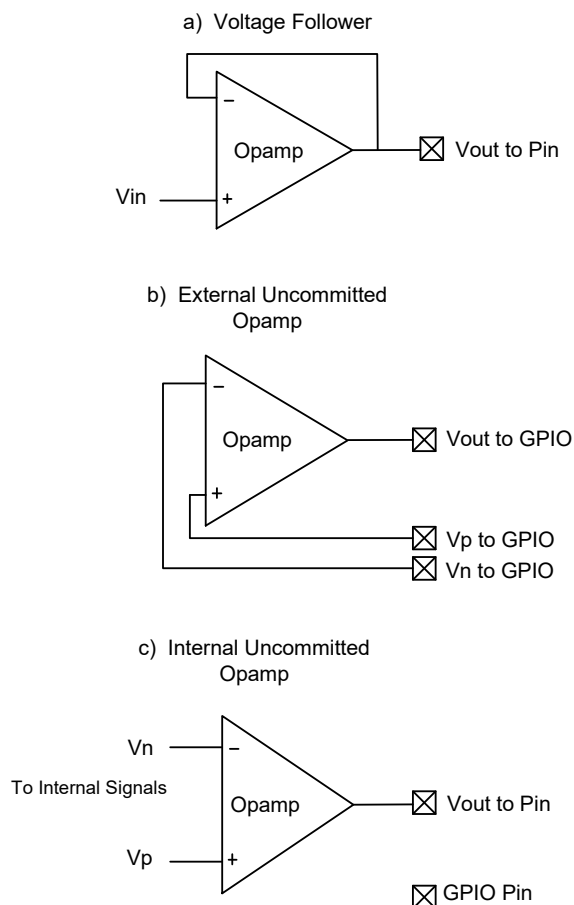 a) Voltage Follower
−
Opamp
Vout to Pin
Vin
+
b) External Uncommitted
Opamp
−
Opamp
Vout to GPIO
+
Vp to GPIO
Vn to GPIO
c) Internal Uncommitted
Opamp
Vn
−
To Internal Signals
Opamp
Vout to Pin
Vp
+
GPIO Pin